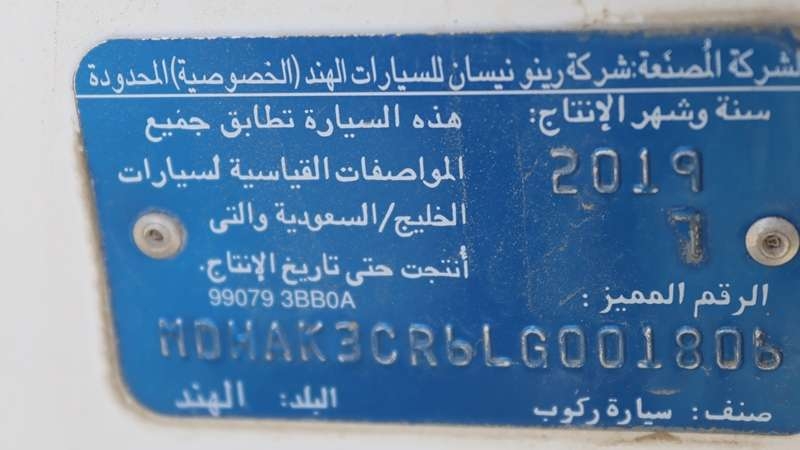 الشركة المُصنّعة: شركة رينو نيسان للسيارات الهند (الخصوصية) المحدودة
سنة وشهر الإنتاج:
2019
7
هذه السيارة تطابق جميع
المواصفات القياسية لسيارات
الخليج/السعودية والتى
أنتجت حتى تاريخ الإنتاج.
99079 3BB0A
الرقم المميز :
MDHAK3CR6LG001806
صنف: سيارة ركوب
البلد: الهند